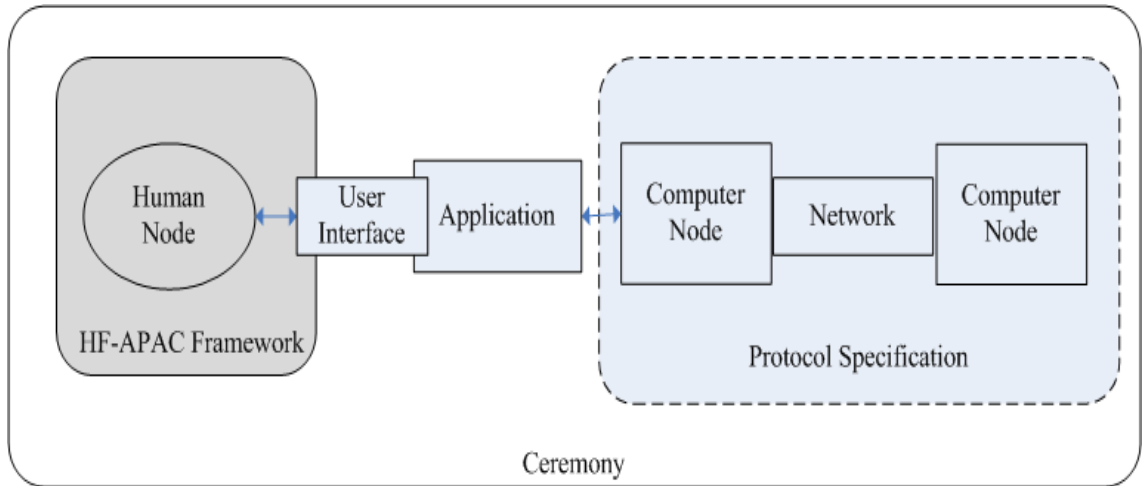 Human
Node
User
Interface
Application
Computer
Node
Network
Computer
Node
HF-APAC Framework
Protocol Specification
Ceremony